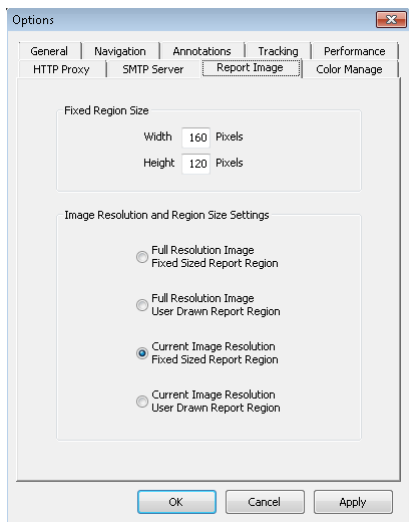 Options
General Navigation Annotations Tracking Performance
HTTP Proxy SMTP Server Report Image Color Manage
Fixed Region Size
Width 160 Pixels
Height 120 Pixels
Image Resolution and Region Size Settings
Full Resolution Image
Fixed Sized Report Region
Full Resolution Image
User Drawn Report Region
Current Image Resolution
Fixed Sized Report Region
Current Image Resolution
User Drawn Report Region
OK Cancel Apply